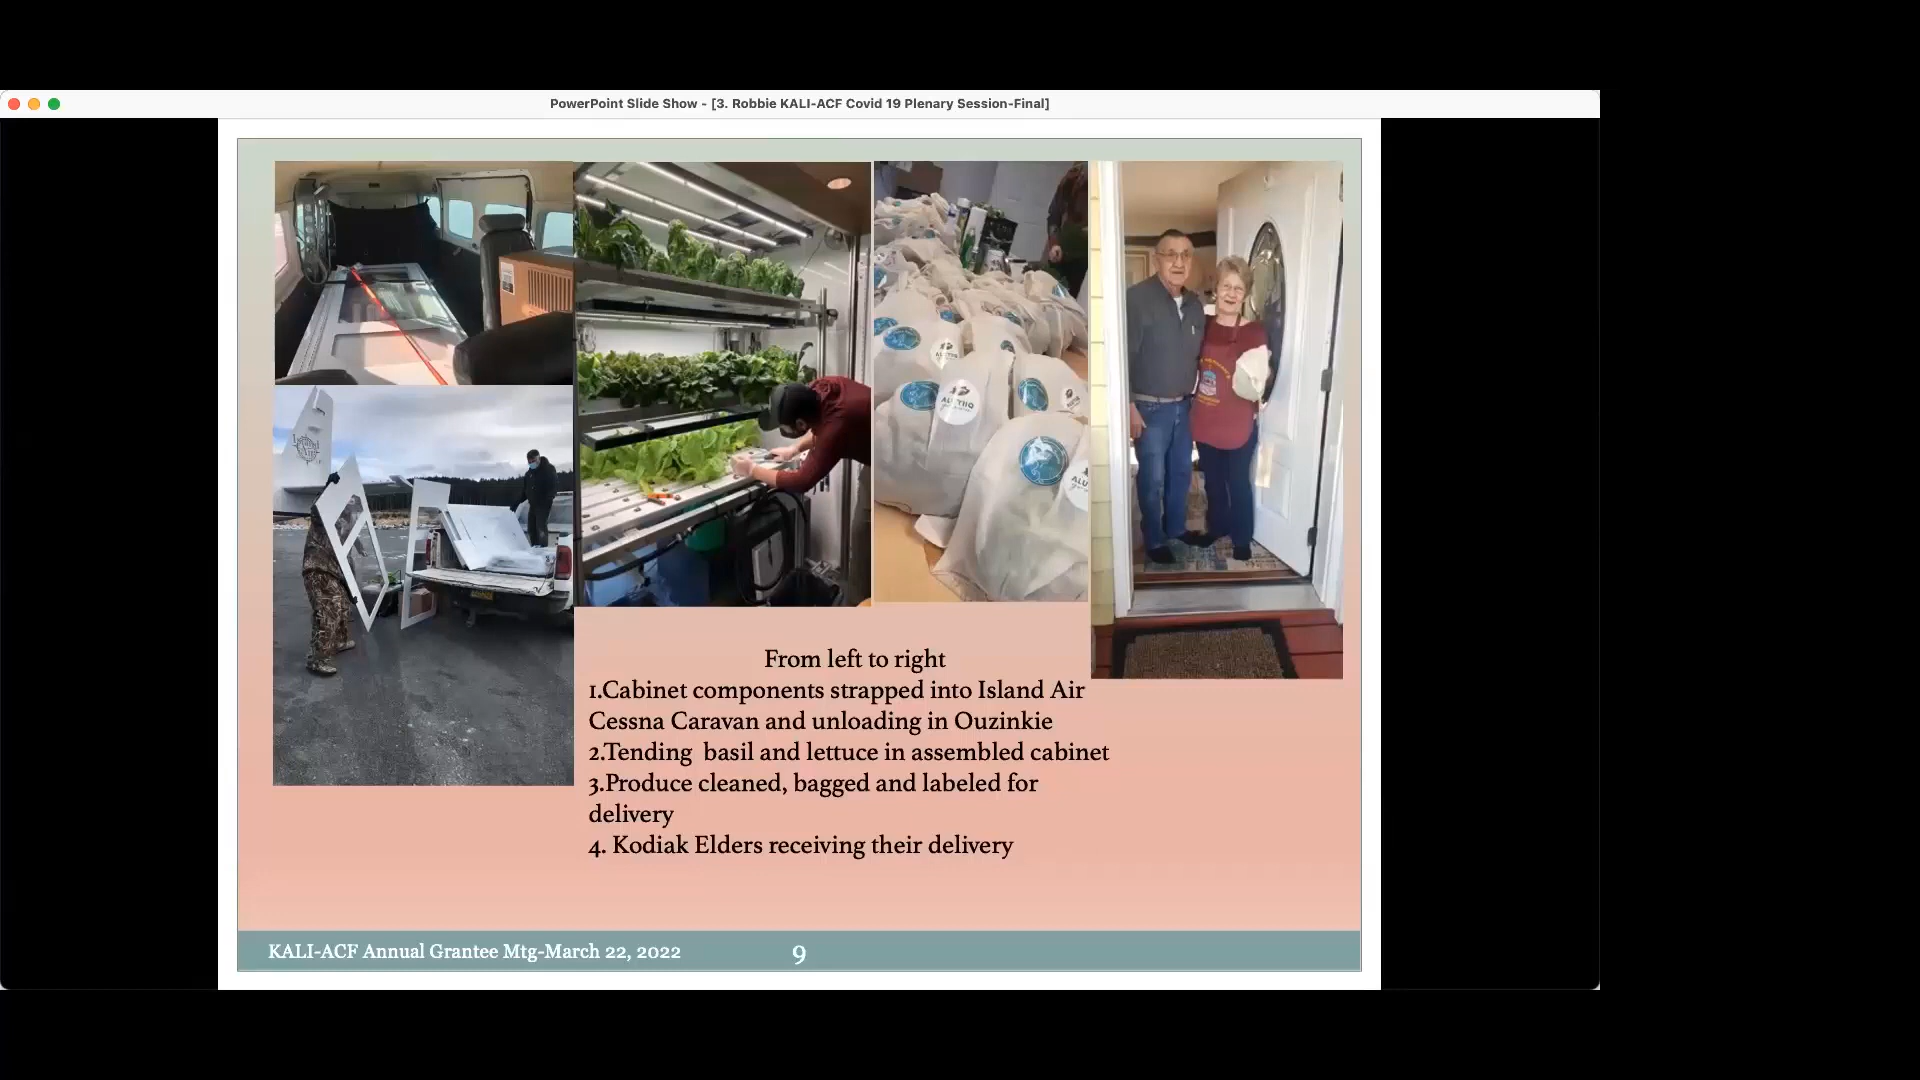 PowerPoint Slide Show - [3. Robbie KALI-ACF Covid 19 Plenary Session-Final]
From left to right
1.Cabinet components strapped into Island Air
Cessna Caravan and unloading in Ouzinkie
2.Tending  basil and lettuce in assembled cabinet
3.Produce cleaned, bagged and labeled for
delivery
4. Kodiak Elders receiving their delivery
KALI-ACF Annual Grantee Mtg-March 22, 2022
9